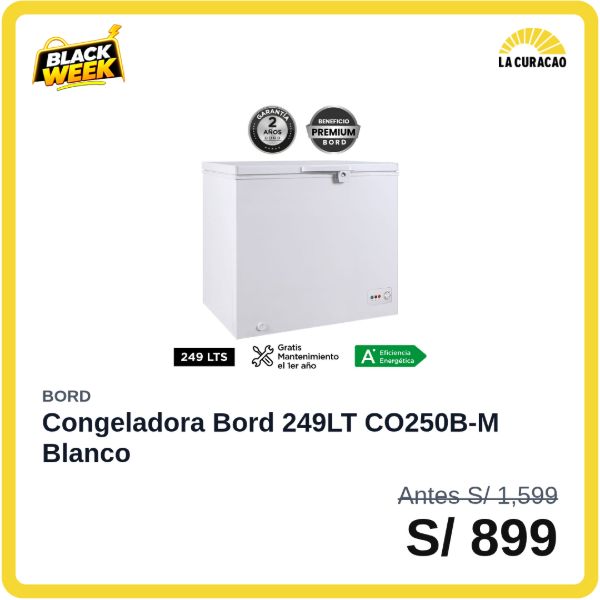 BLACK
WEEK
LA CURACAO
GARANTÍA
2
AÑOS
BENEFICIO
PREMIUM
BORD
249 LTS
Gratis
Mantenimiento
el 1er año
A
Eficiencia
Energética
BORD
Congeladora Bord 249LT CO250B-M
Blanco
Antes S/ 1,599
S/ 899